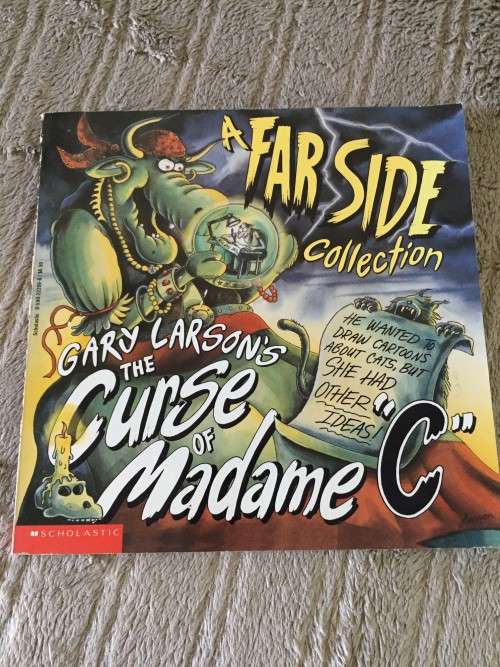 A
FAR SIDE
Collection
GARY LARSON'S
THE
Curse
OF
Madame "C"
HE WANTED TO
DRAW CARTOONS
ABOUT CATS, BUT
SHE HAD
OTHER
IDEAS!
SCHOLASTIC
Scholastic